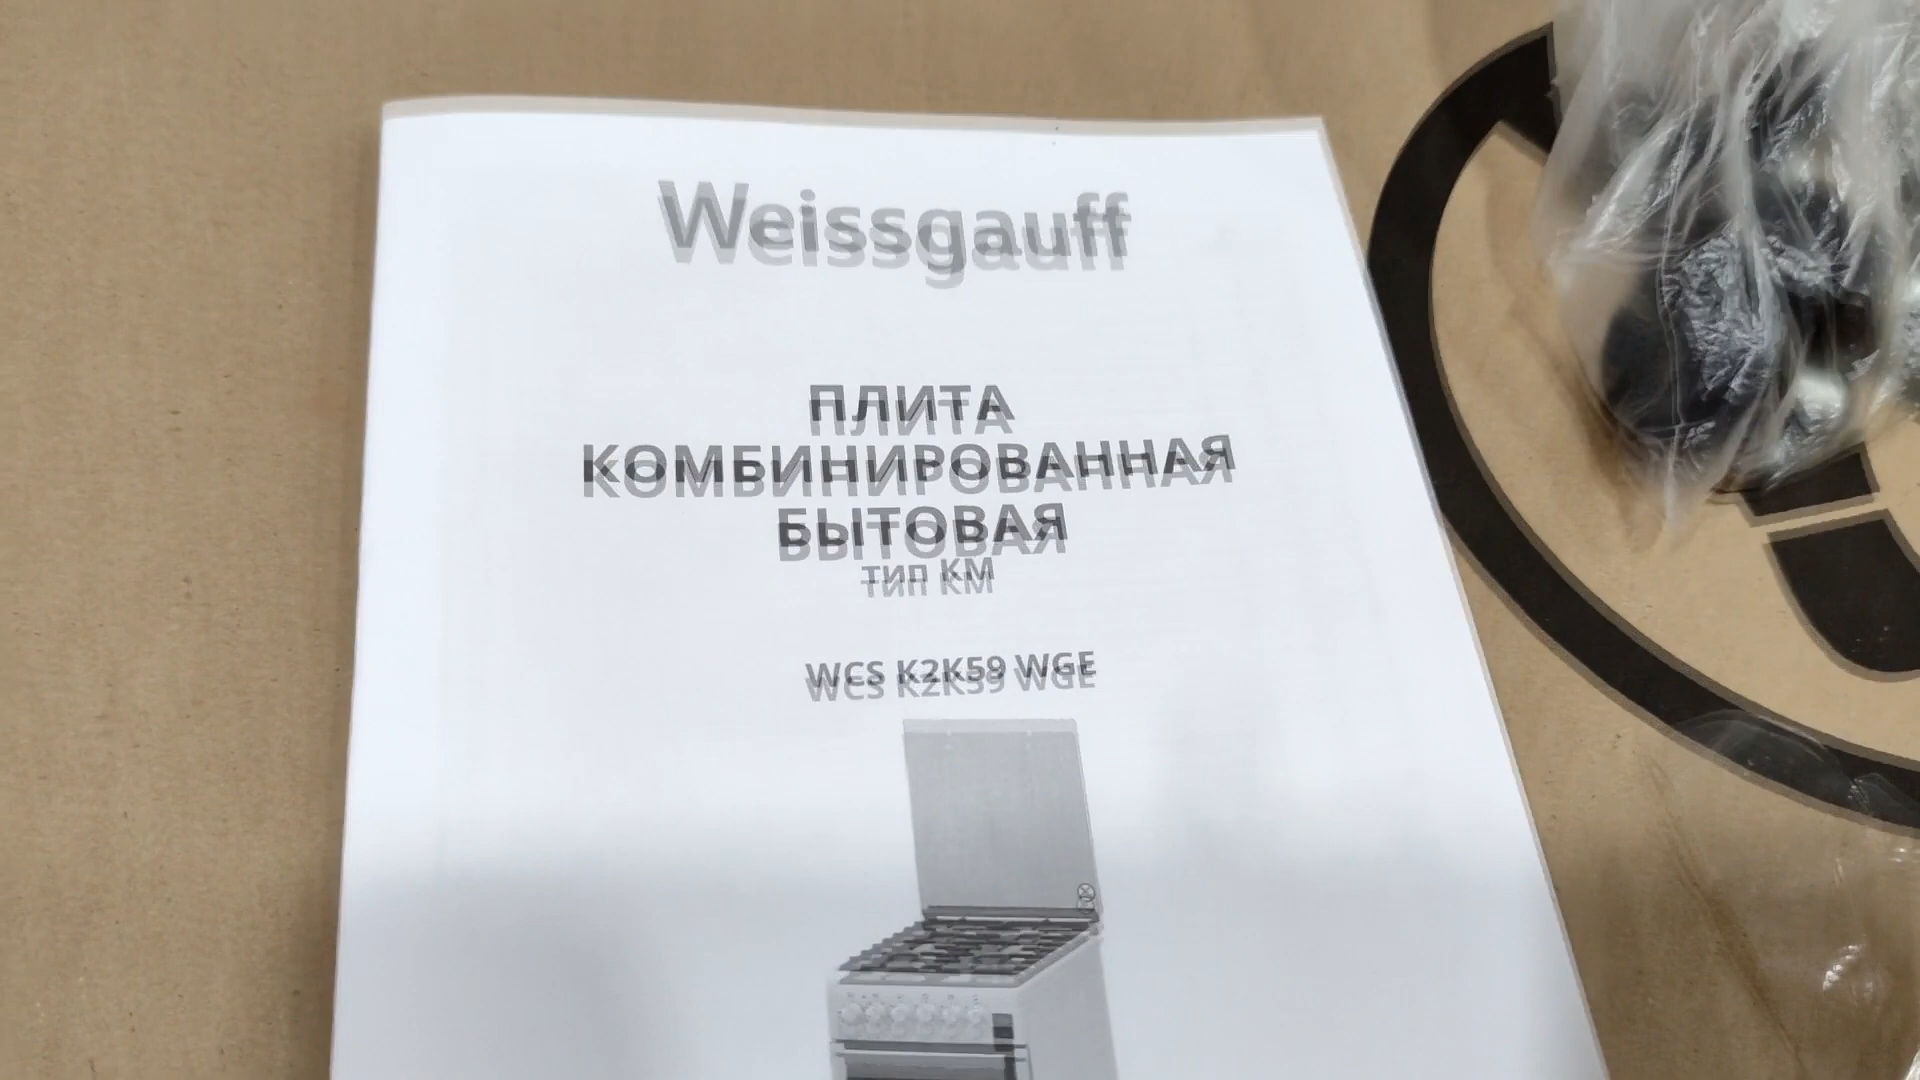 Weissgauff
ПЛИТА
КОМБИНИРОВАННАЯ
БЫТОВАЯ
ТИП КМ
WCS K2K59 WGE